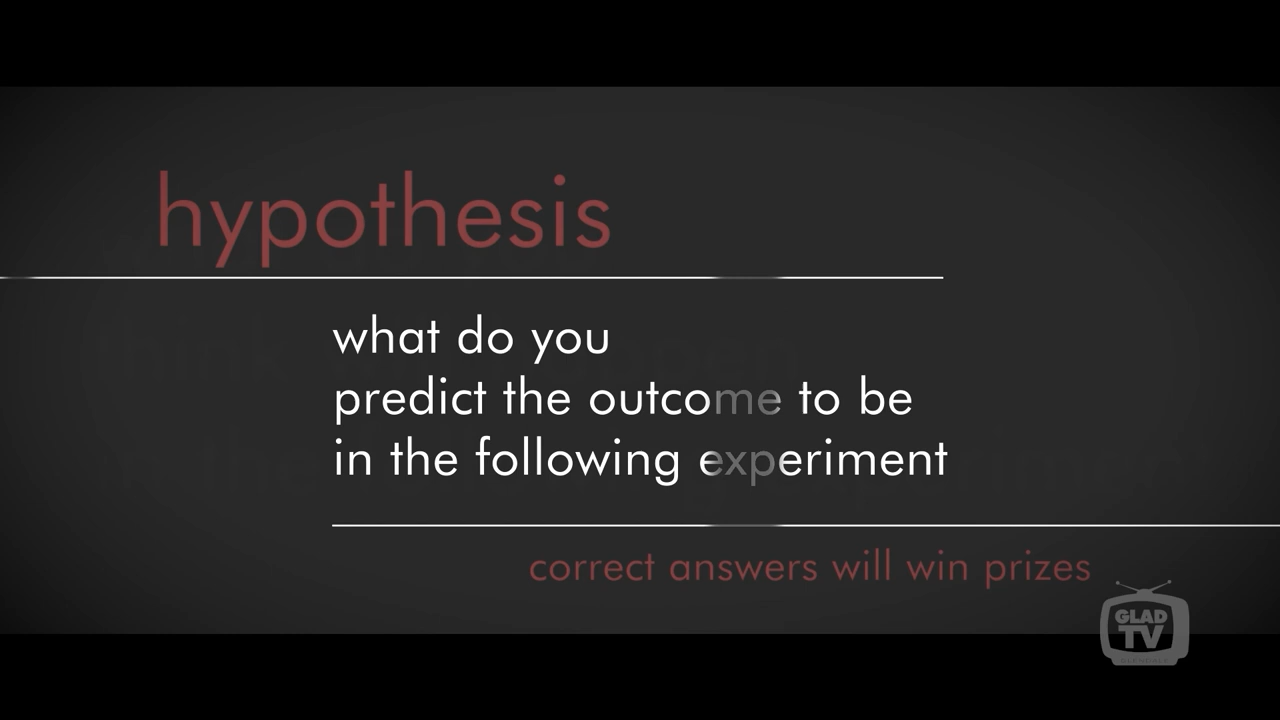 hypothesis
what do you
predict the outcome to be
in the following experiment
correct answers will win prizes
GLAD
TV
GLENDALE